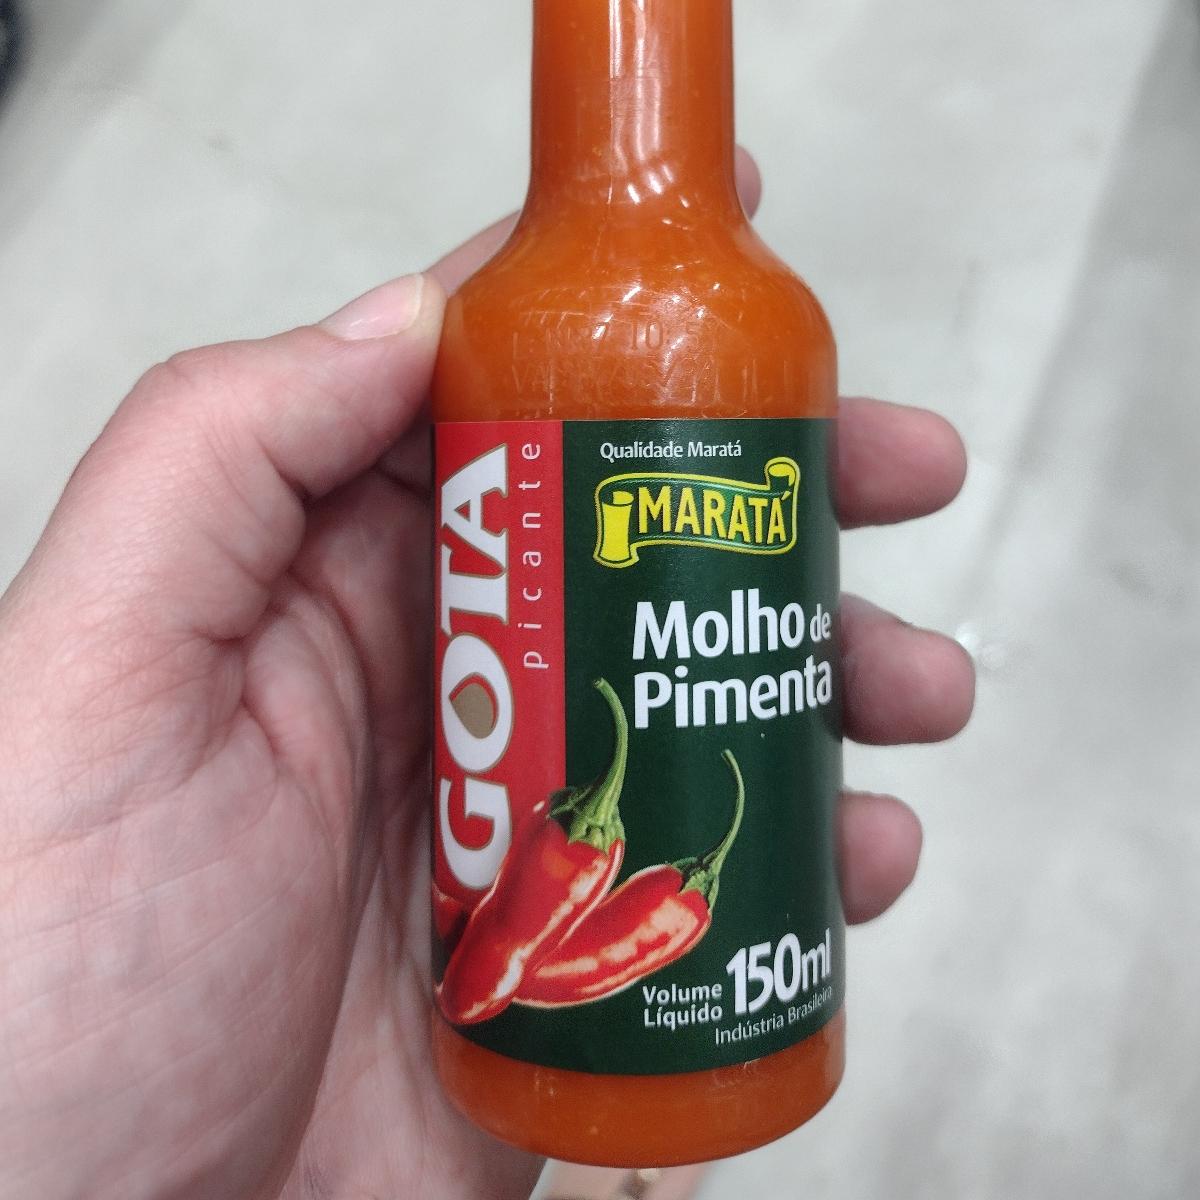 GOTA
picante
Qualidade Maratá
MARATÁ
Molho de
Pimenta
Volume
Líquido
150ml
Indústria Brasileira